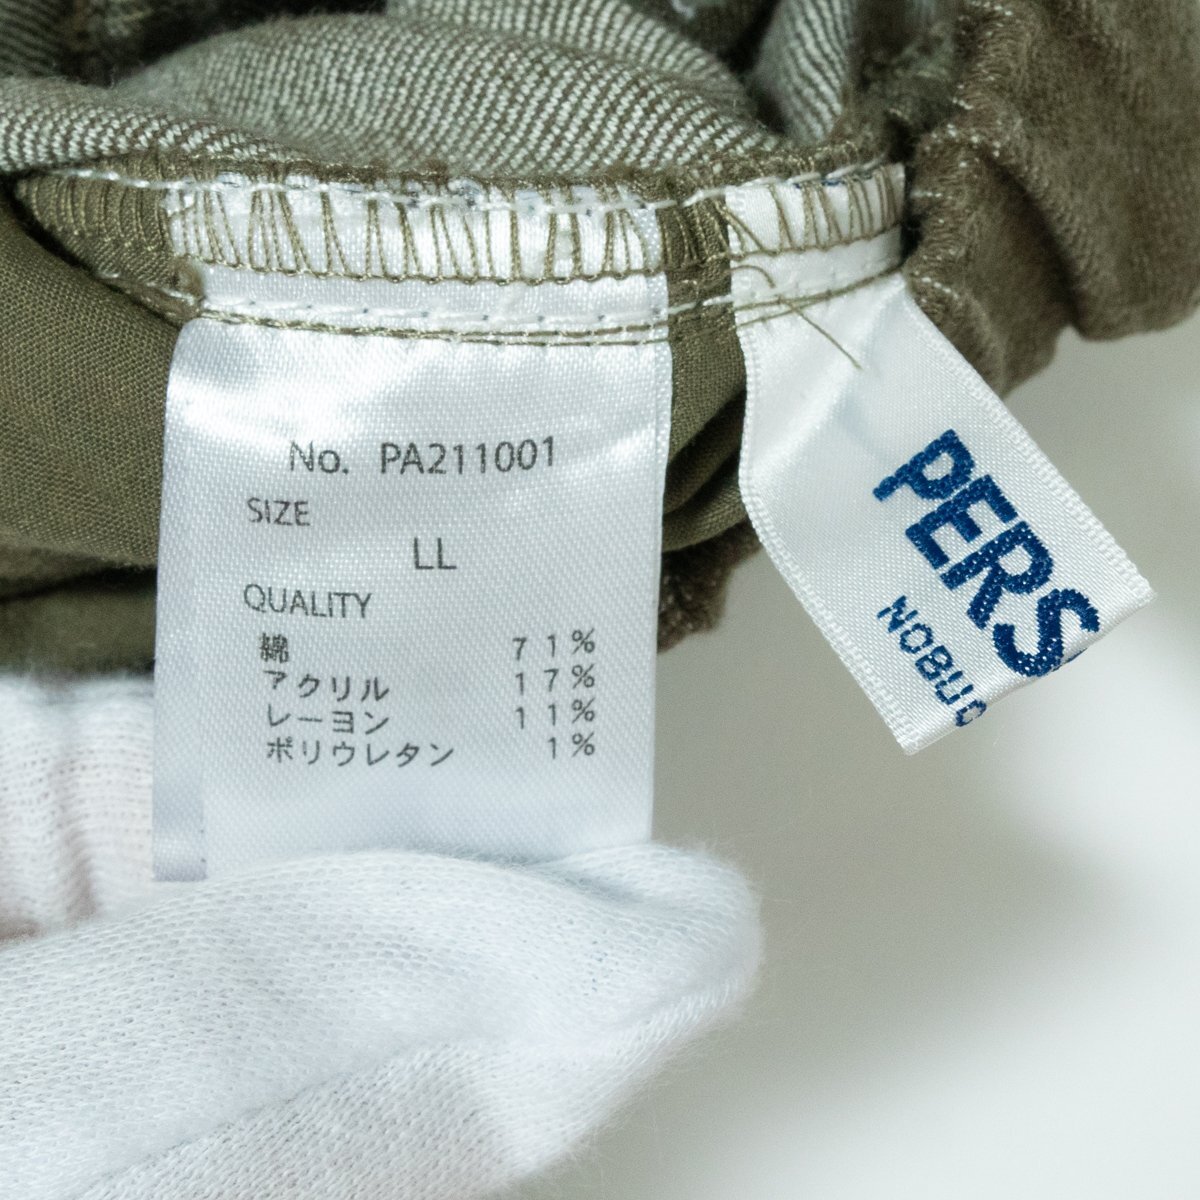 No. PA211001
SIZE
LL
QUALITY
綿 71%
アクリル 17%
レーヨン 11%
ポリウレタン 1%
PERS
NOBUO